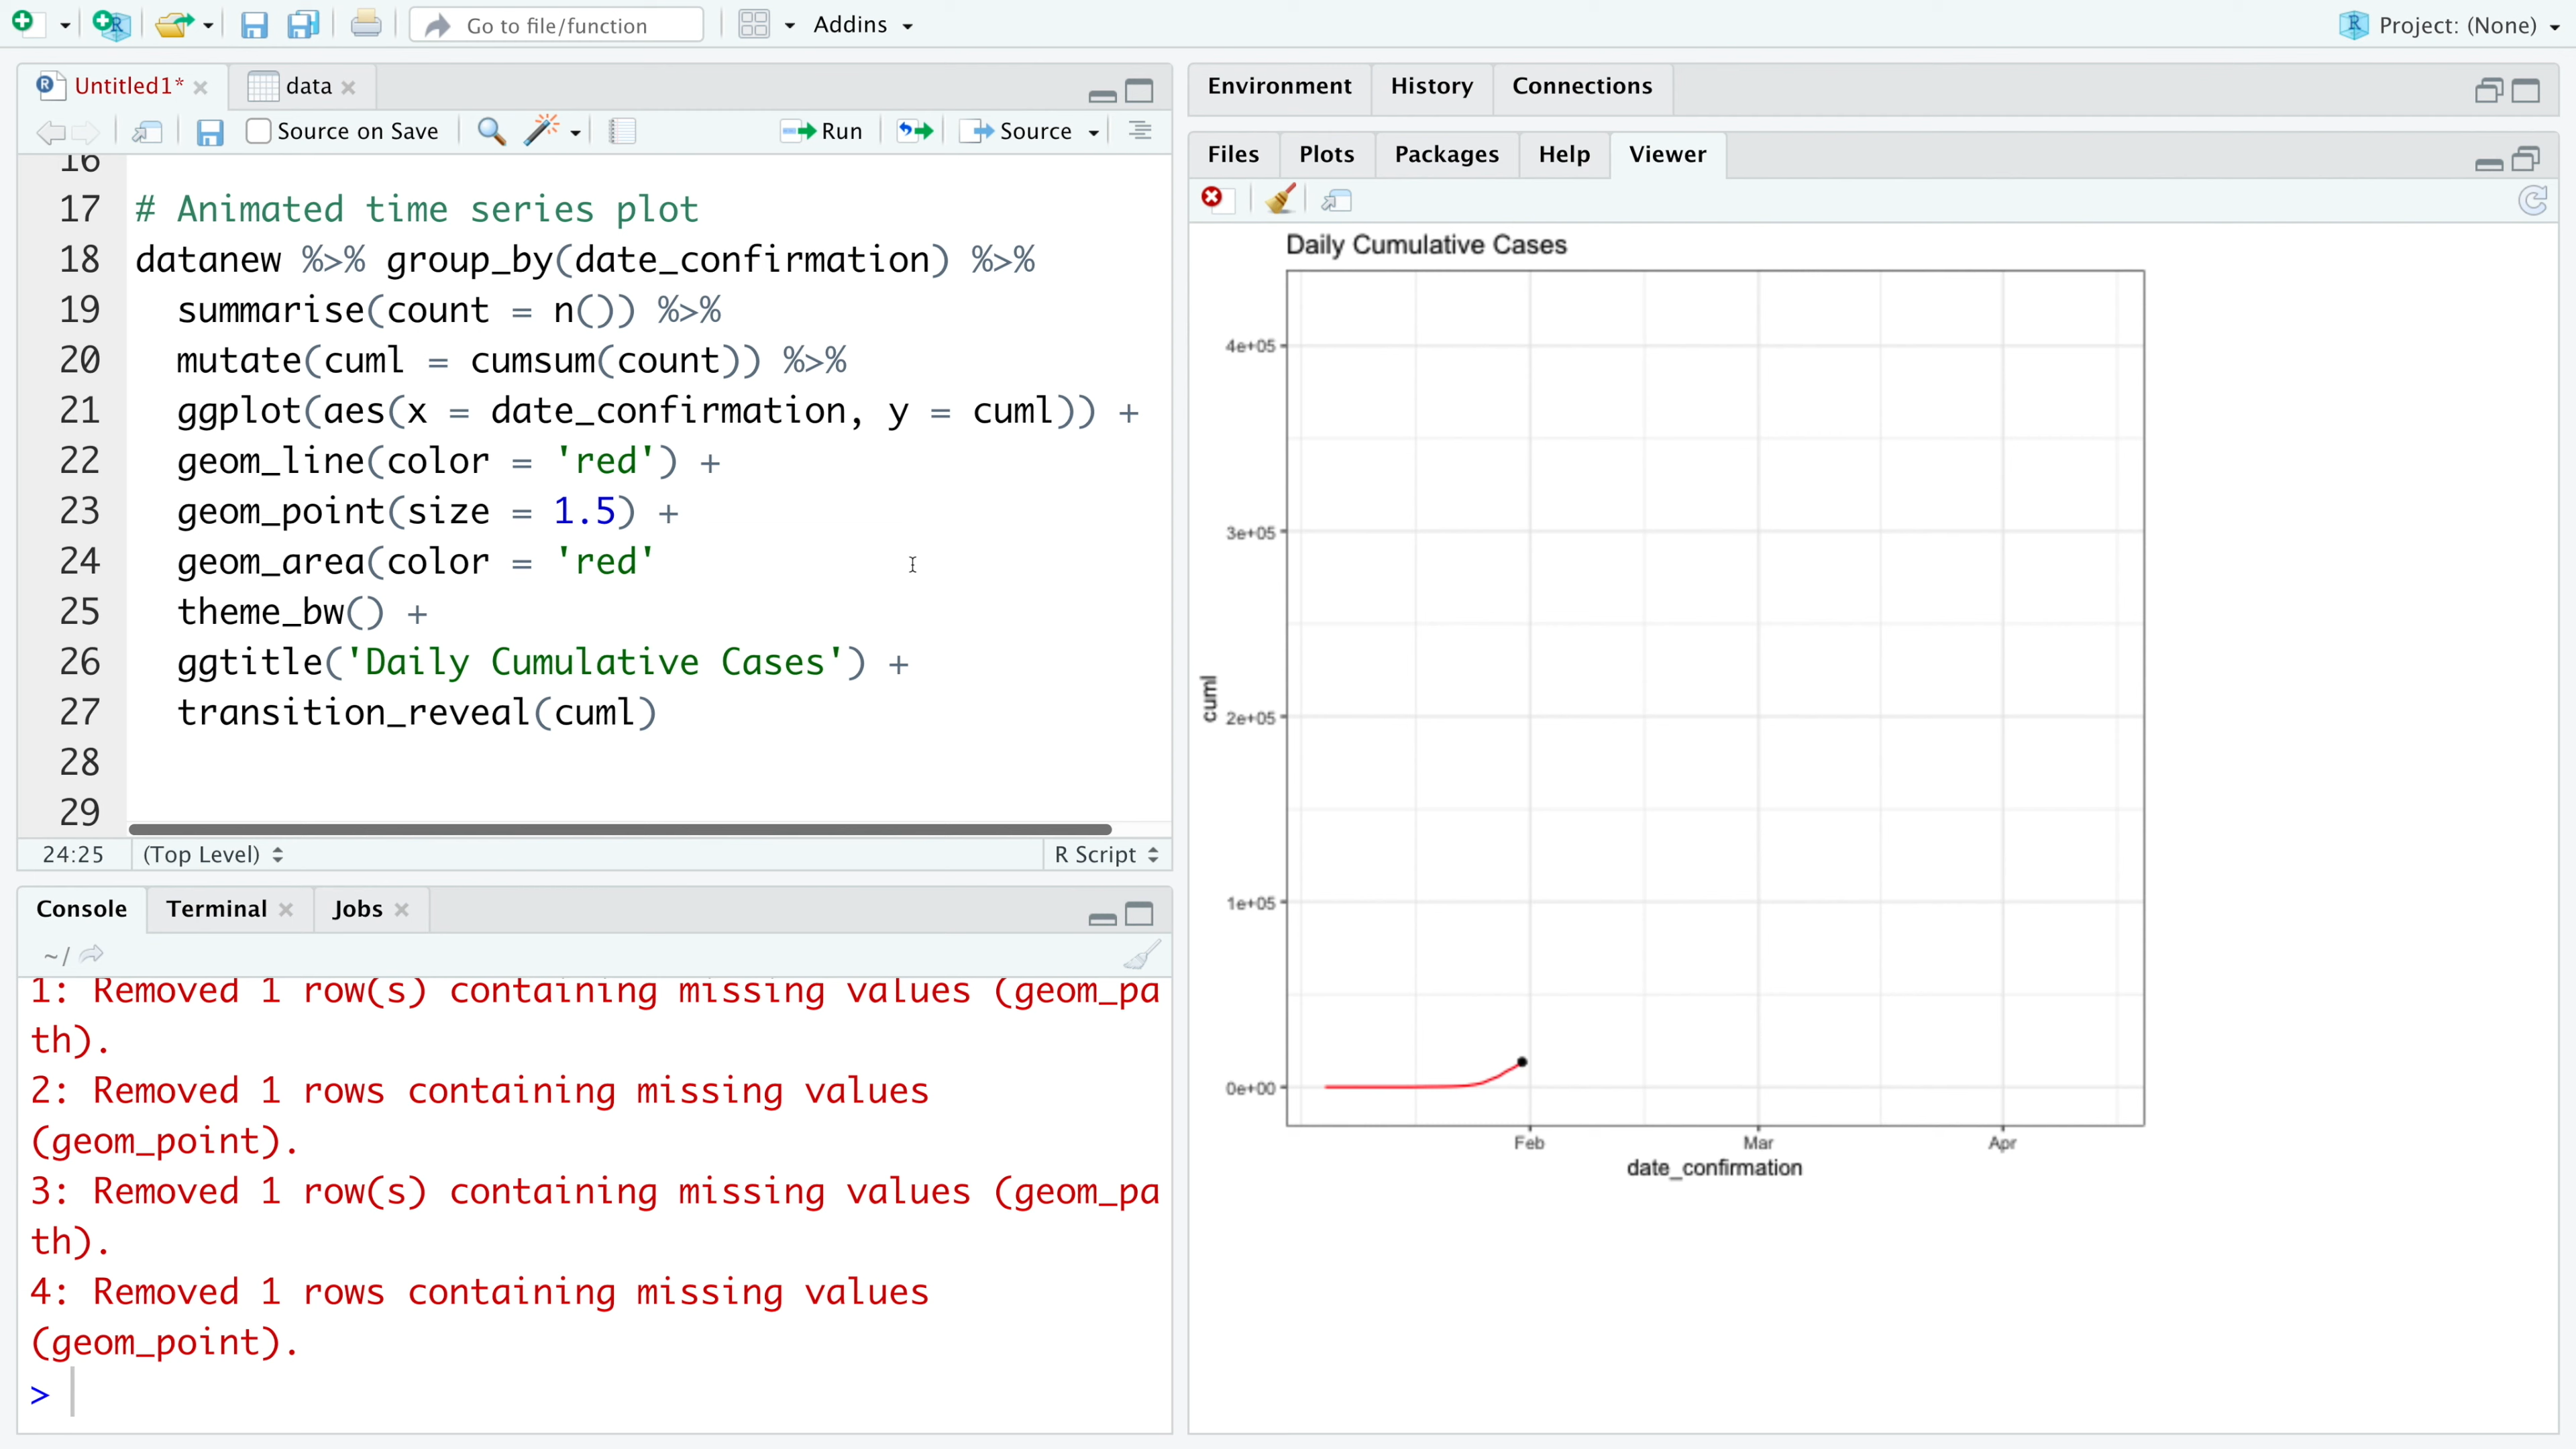 Go to file/function
Addins
Project: (None)
Untitled1*
data
Source on Save
Run
Source
16
17 # Animated time series plot
18 datanew %>% group_by(date_confirmation) %>%
19 summarise(count = n()) %>%
20 mutate(cuml = cumsum(count)) %>%
21 ggplot(aes(x = date_confirmation, y = cuml)) +
22 geom_line(color = 'red') +
23 geom_point(size = 1.5) +
24 geom_area(color = 'red'
25 theme_bw() +
26 ggtitle('Daily Cumulative Cases') +
27 transition_reveal(cuml)
28
29
24:25 (Top Level) R Script
Console Terminal Jobs
~/
1: Removed 1 row(s) containing missing values (geom_pa
th).
2: Removed 1 rows containing missing values
(geom_point).
3: Removed 1 row(s) containing missing values (geom_pa
th).
4: Removed 1 rows containing missing values
(geom_point).
>
Environment History Connections
Files Plots Packages Help Viewer
Daily Cumulative Cases
4e+05
3e+05
cuml
2e+05
1e+05
0e+00
Feb Mar Apr
date_confirmation